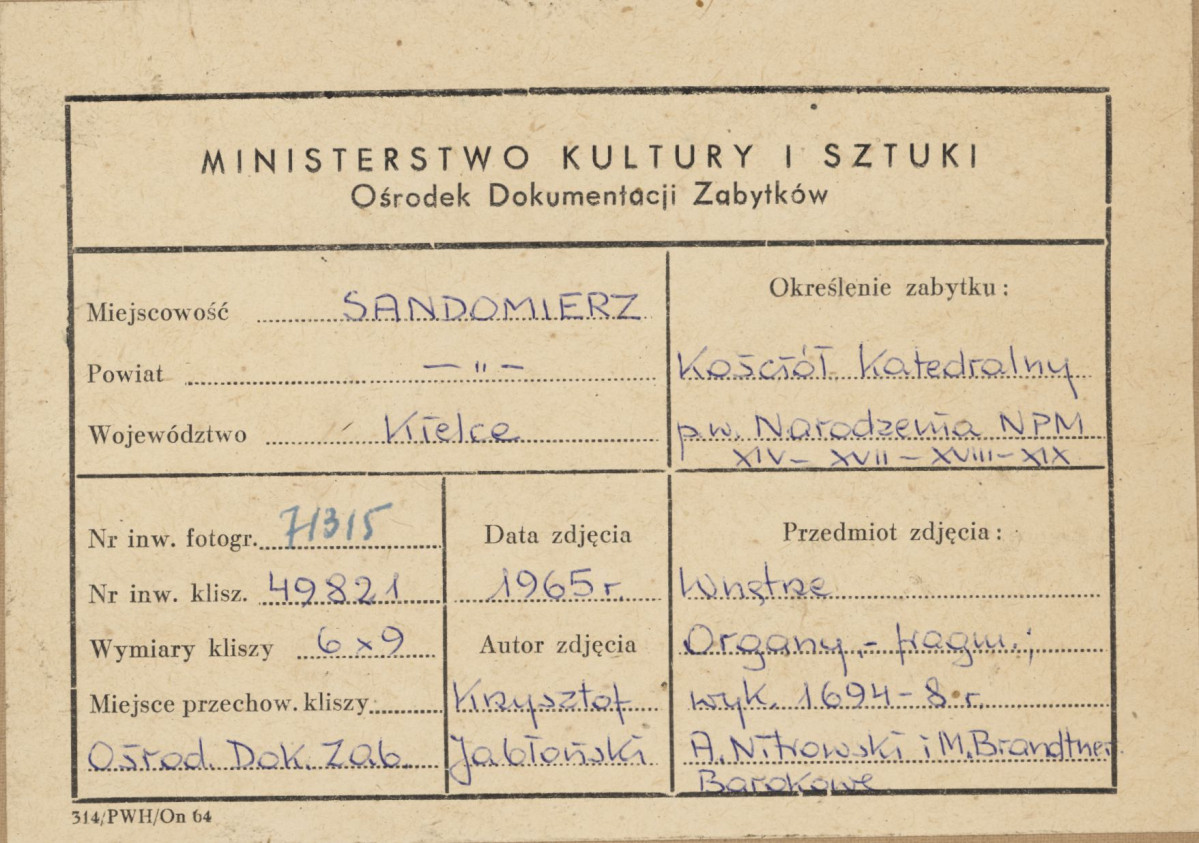 MINISTERSTWO KULTURY I SZTUKI
Ośrodek Dokumentacji Zabytków
Miejscowość SANDOMIERZ
Powiat — " —
Województwo Kielce
Określenie zabytku:
Kościół Katedralny
p.w. Narodzenia NPM
XIV – XVII – XVIII – XIX
Nr inw. fotogr. 71315
Nr inw. klisz. 49821
Wymiary kliszy 6 x 9
Miejsce przechow. kliszy
Ośrod. Dok. Zab.
Data zdjęcia
1965 r.
Autor zdjęcia
Krzysztof
Jabłoński
Przedmiot zdjęcia:
Wnętrze
Organy, - fragm.;
wyk. 1694-8 r.
A. Nitrowski i M. Brandtner
Barokowe
314/PWH/On 64